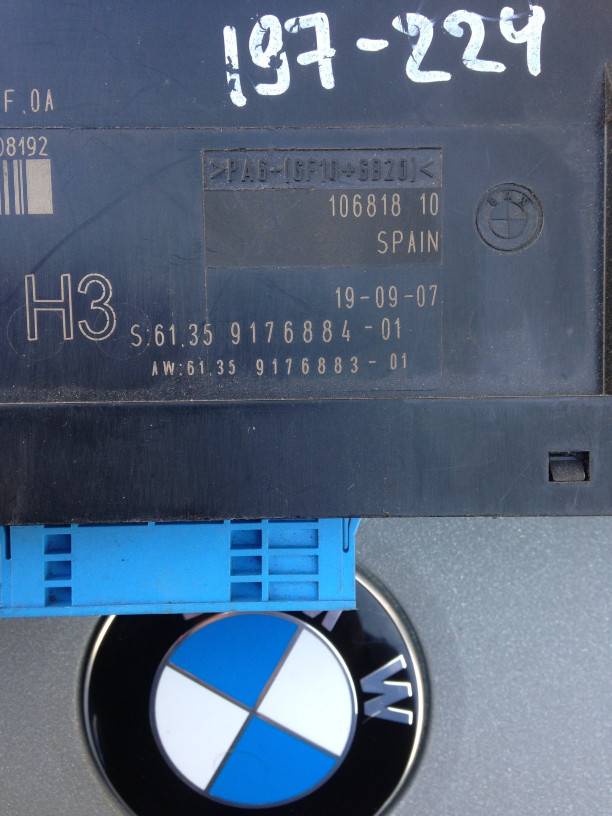 197-224
F.0A
08192
>PA6-(GF10+GB20)<
106818 10
SPAIN
H3
19-09-07
S:61.35 9176884-01
AW:61.35 9176883-01
W